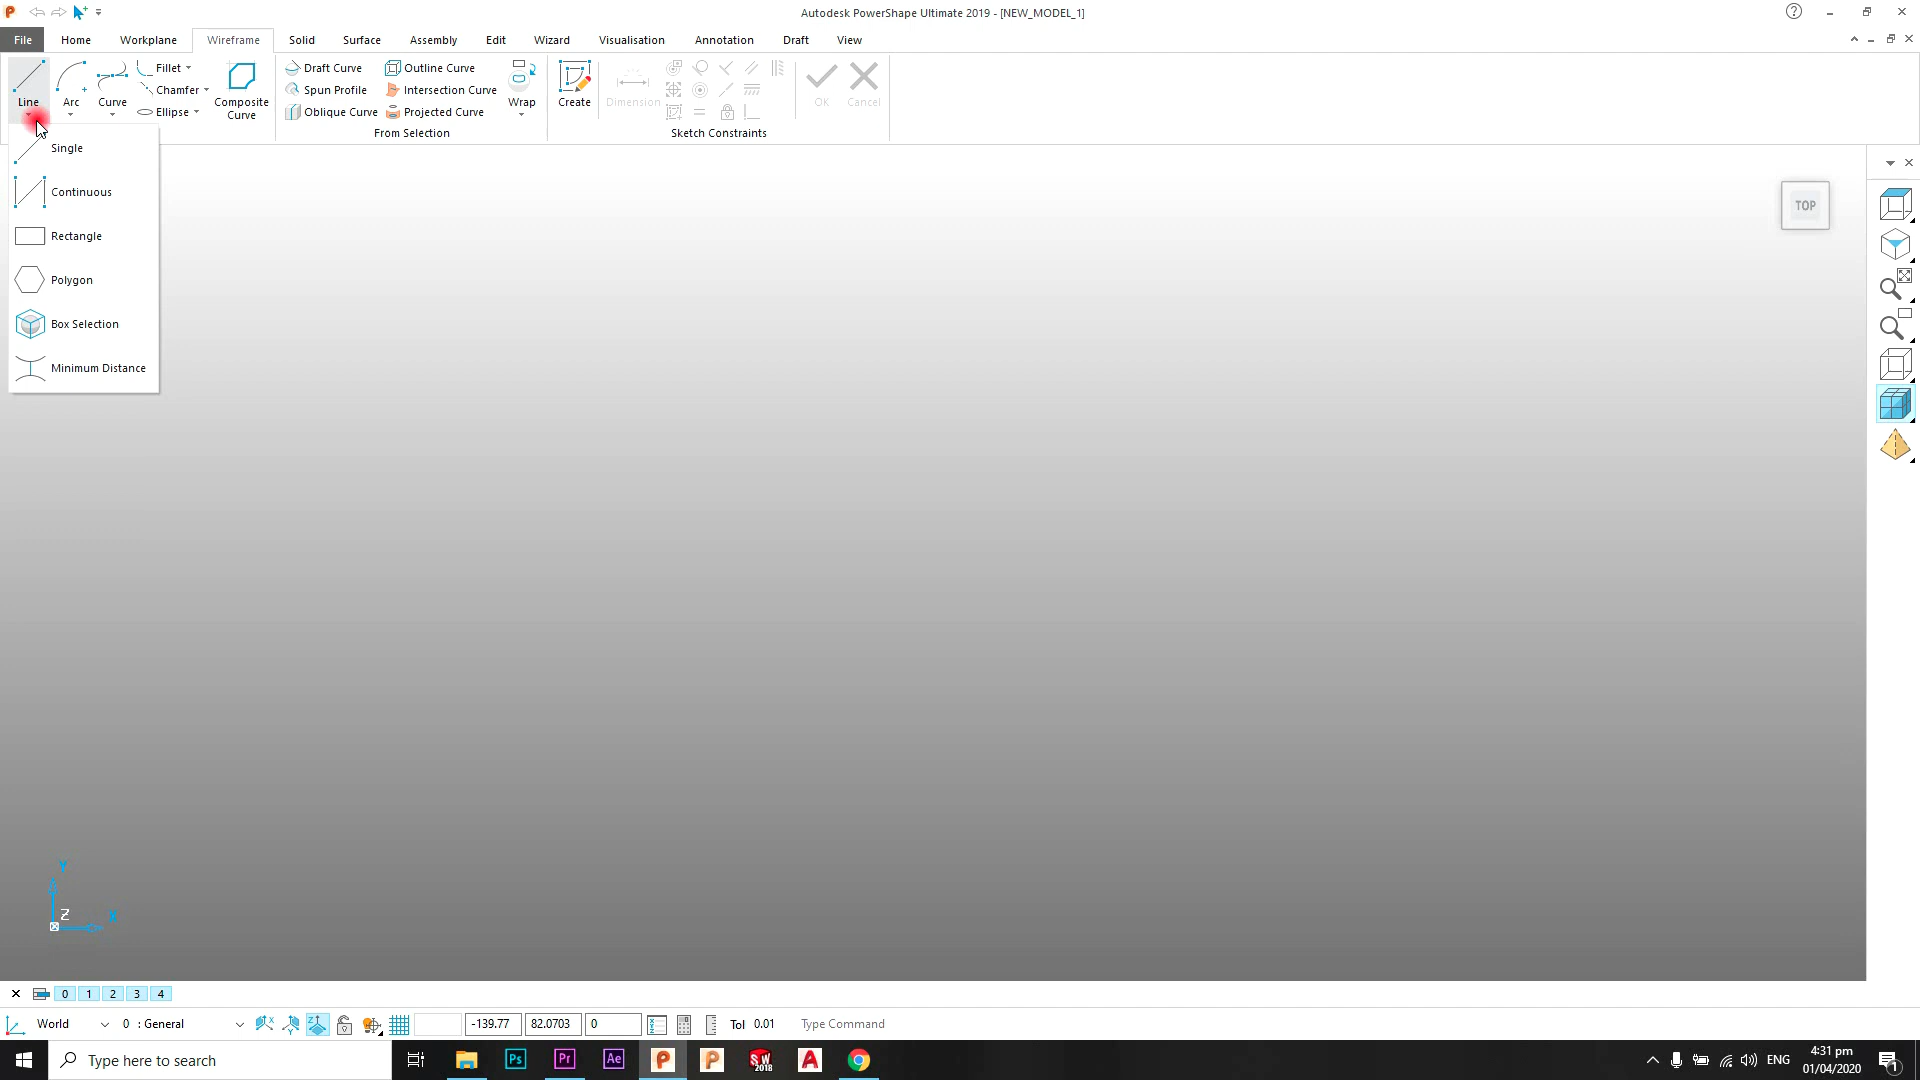 Autodesk PowerShape Ultimate 2019 - [NEW_MODEL_1]
File Home Workplane Wireframe Solid Surface Assembly Edit Wizard Visualisation Annotation Draft View
Line Arc Curve Fillet Chamfer Ellipse Composite Curve
Draft Curve Outline Curve
Spun Profile Intersection Curve
Oblique Curve Projected Curve
Wrap Create Dimension OK Cancel
From Selection Sketch Constraints
Single
Continuous
Rectangle
Polygon
Box Selection
Minimum Distance
TOP
Y
Z X
0 1 2 3 4
World 0 : General -139.77 82.0703 0 Tol 0.01 Type Command
Type here to search Ps Pr Ae P P SW 2018 A ENG 4:31 pm
01/04/2020 1